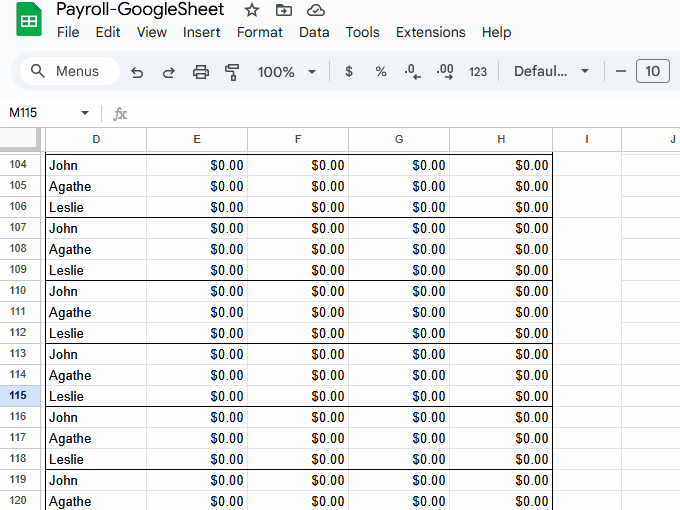 Payroll-GoogleSheet
File Edit View Insert Format Data Tools Extensions Help
Menus 100% $ % .0 .00 123 Defaul... 10
M115 fx
D E F G H I J
104 John $0.00 $0.00 $0.00 $0.00
105 Agathe $0.00 $0.00 $0.00 $0.00
106 Leslie $0.00 $0.00 $0.00 $0.00
107 John $0.00 $0.00 $0.00 $0.00
108 Agathe $0.00 $0.00 $0.00 $0.00
109 Leslie $0.00 $0.00 $0.00 $0.00
110 John $0.00 $0.00 $0.00 $0.00
111 Agathe $0.00 $0.00 $0.00 $0.00
112 Leslie $0.00 $0.00 $0.00 $0.00
113 John $0.00 $0.00 $0.00 $0.00
114 Agathe $0.00 $0.00 $0.00 $0.00
115 Leslie $0.00 $0.00 $0.00 $0.00
116 John $0.00 $0.00 $0.00 $0.00
117 Agathe $0.00 $0.00 $0.00 $0.00
118 Leslie $0.00 $0.00 $0.00 $0.00
119 John $0.00 $0.00 $0.00 $0.00
120 Agathe $0.00 $0.00 $0.00 $0.00